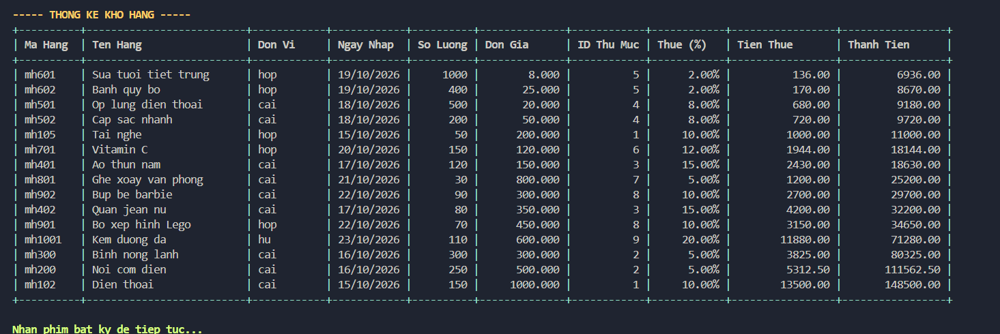 ----- THONG KE KHO HANG -----
| Ma Hang | Ten Hang | Don Vi | Ngay Nhap | So Luong | Don Gia | ID Thu Muc | Thue (%) | Tien Thue | Thanh Tien |
| mh601 | Sua tuoi tiet trung | hop | 19/10/2026 | 1000 | 8.000 | 5 | 2.00% | 136.00 | 6936.00 |
| mh602 | Banh quy bo | hop | 19/10/2026 | 400 | 25.000 | 5 | 2.00% | 170.00 | 8670.00 |
| mh501 | Op lung dien thoai | cai | 18/10/2026 | 500 | 20.000 | 4 | 8.00% | 680.00 | 9180.00 |
| mh502 | Cap sac nhanh | cai | 18/10/2026 | 200 | 50.000 | 4 | 8.00% | 720.00 | 9720.00 |
| mh105 | Tai nghe | hop | 15/10/2026 | 50 | 200.000 | 1 | 10.00% | 1000.00 | 11000.00 |
| mh701 | Vitamin C | hop | 20/10/2026 | 150 | 120.000 | 6 | 12.00% | 1944.00 | 18144.00 |
| mh401 | Ao thun nam | cai | 17/10/2026 | 120 | 150.000 | 3 | 15.00% | 2430.00 | 18630.00 |
| mh801 | Ghe xoay van phong | cai | 21/10/2026 | 30 | 800.000 | 7 | 5.00% | 1200.00 | 25200.00 |
| mh902 | Bup be barbie | cai | 22/10/2026 | 90 | 300.000 | 8 | 10.00% | 2700.00 | 29700.00 |
| mh402 | Quan jean nu | cai | 17/10/2026 | 80 | 350.000 | 3 | 15.00% | 4200.00 | 32200.00 |
| mh901 | Bo xep hinh Lego | hop | 22/10/2026 | 70 | 450.000 | 8 | 10.00% | 3150.00 | 34650.00 |
| mh1001 | Kem duong da | hu | 23/10/2026 | 110 | 600.000 | 9 | 20.00% | 11880.00 | 71280.00 |
| mh300 | Binh nong lanh | cai | 16/10/2026 | 300 | 300.000 | 2 | 5.00% | 3825.00 | 80325.00 |
| mh200 | Noi com dien | cai | 16/10/2026 | 250 | 500.000 | 2 | 5.00% | 5312.50 | 111562.50 |
| mh102 | Dien thoai | cai | 15/10/2026 | 150 | 1000.000 | 1 | 10.00% | 13500.00 | 148500.00 |
Nhan phim bat ky de tiep tuc...